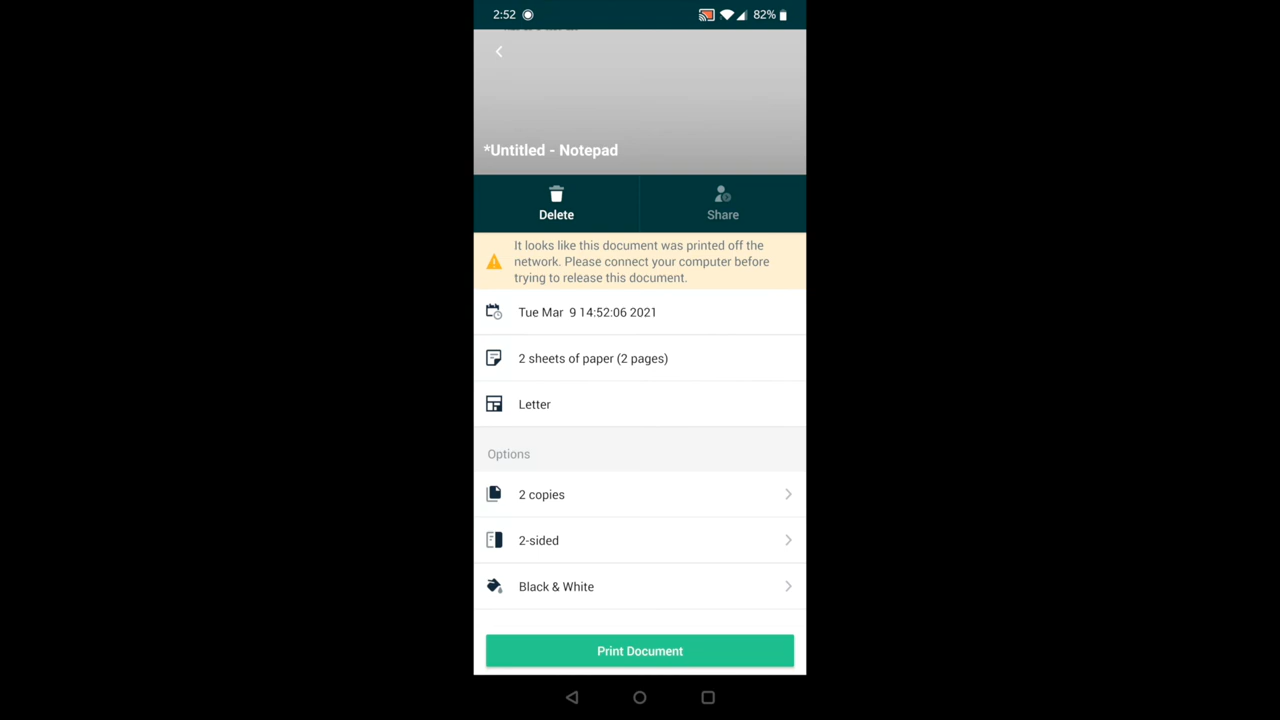 2:52
82%
*Untitled - Notepad
Delete
Share
It looks like this document was printed off the
network. Please connect your computer before
trying to release this document.
Tue Mar  9 14:52:06 2021
2 sheets of paper (2 pages)
Letter
Options
2 copies
2-sided
Black & White
Print Document